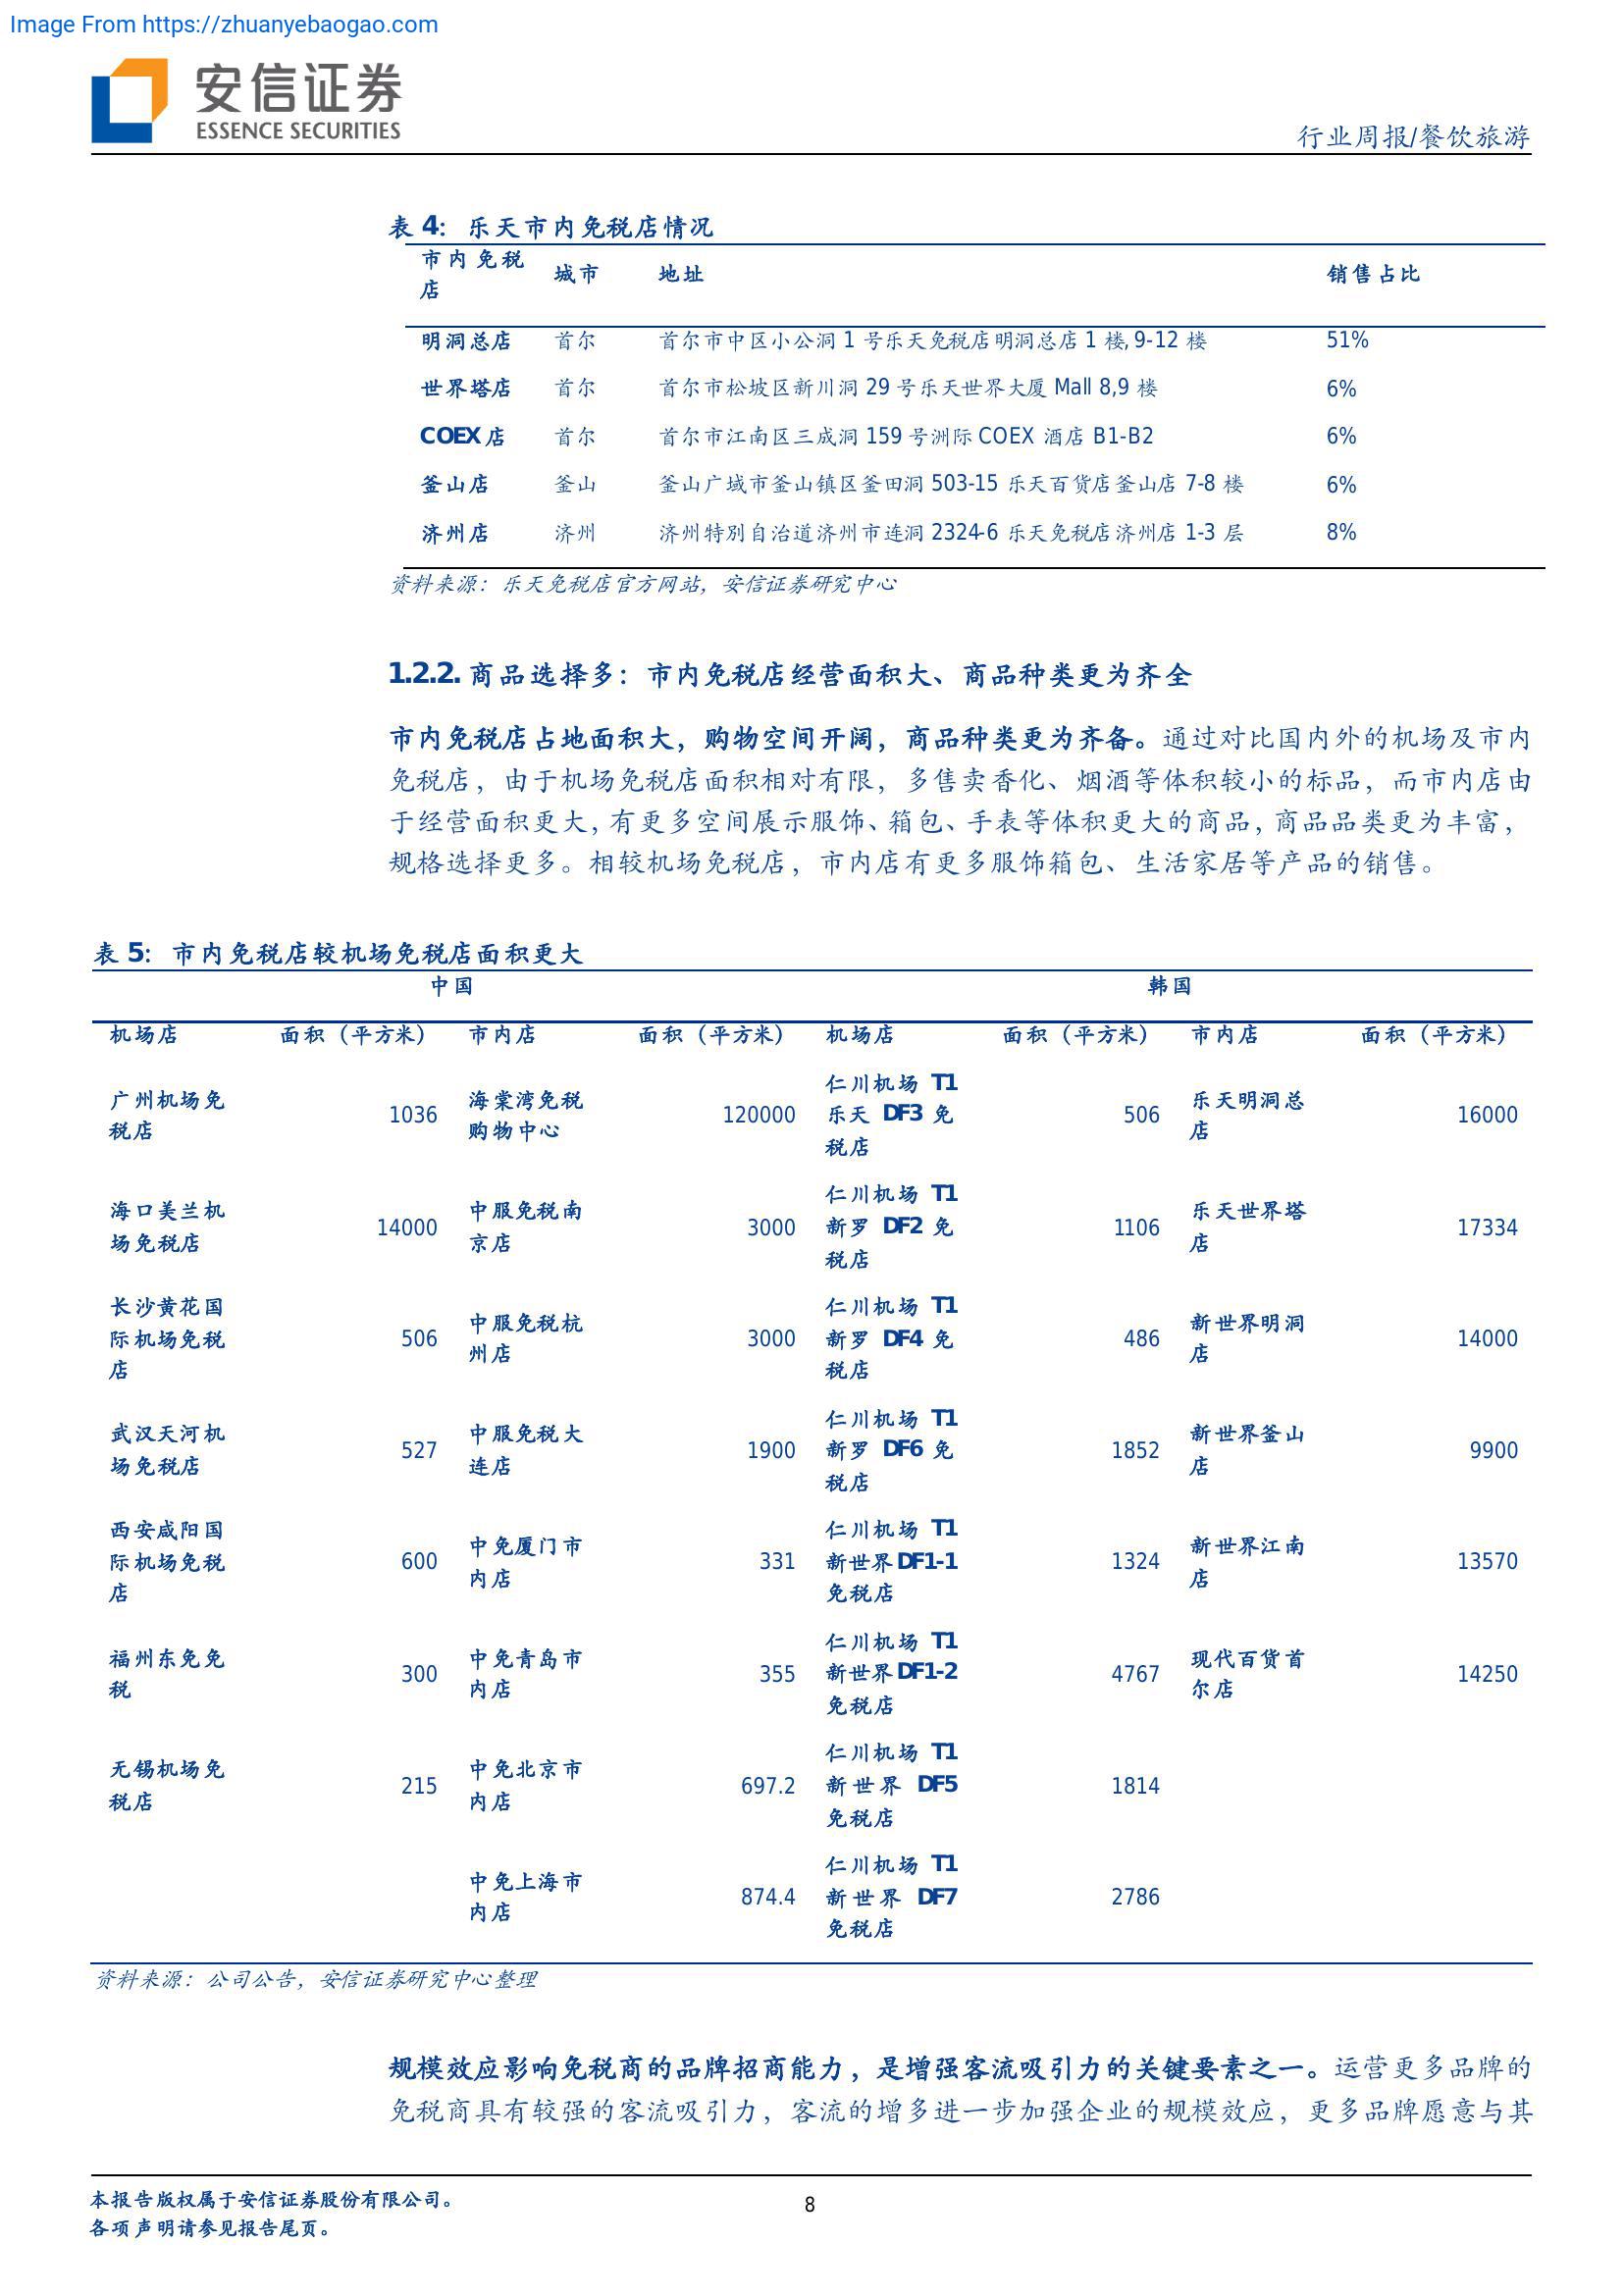 Image From https://zhuanyebaogao.com
安信证券
ESSENCE SECURITIES
行业周报/餐饮旅游
表 4: 乐天市内免税店情况
市内免税
店
城市 地址 销售占比
明洞总店 首尔 首尔市中区小公洞 1 号乐天免税店明洞总店 1 楼, 9-12 楼 51%
世界塔店 首尔 首尔市松坡区新川洞 29 号乐天世界大厦 Mall 8,9 楼 6%
COEX 店 首尔 首尔市江南区三成洞 159 号洲际 COEX 酒店 B1-B2 6%
釜山店 釜山 釜山广域市釜山镇区釜田洞 503-15 乐天百货店釜山店 7-8 楼 6%
济州店 济州 济州特别自治道济州市连洞 2324-6 乐天免税店济州店 1-3 层 8%
资料来源：乐天免税店官方网站，安信证券研究中心
1.2.2. 商品选择多：市内免税店经营面积大、商品种类更为齐全
市内免税店占地面积大，购物空间开阔，商品种类更为齐备。通过对比国内外的机场及市内
免税店，由于机场免税店面积相对有限，多售卖香化、烟酒等体积较小的标品，而市内店由
于经营面积更大，有更多空间展示服饰、箱包、手表等体积更大的商品，商品品类更为丰富，
规格选择更多。相较机场免税店，市内店有更多服饰箱包、生活家居等产品的销售。
表 5: 市内免税店较机场免税店面积更大
中国 韩国
机场店 面积（平方米） 市内店 面积（平方米） 机场店 面积（平方米） 市内店 面积（平方米）
广州机场免
税店
1036
海棠湾免税
购物中心
120000
仁川机场 T1
乐天 DF3 免
税店
506
乐天明洞总
店
16000
海口美兰机
场免税店
14000
中服免税南
京店
3000
仁川机场 T1
新罗 DF2 免
税店
1106
乐天世界塔
店
17334
长沙黄花国
际机场免税
店
506
中服免税杭
州店
3000
仁川机场 T1
新罗 DF4 免
税店
486
新世界明洞
店
14000
武汉天河机
场免税店
527
中服免税大
连店
1900
仁川机场 T1
新罗 DF6 免
税店
1852
新世界釜山
店
9900
西安咸阳国
际机场免税
店
600
中免厦门市
内店
331
仁川机场 T1
新世界 DF1-1
免税店
1324
新世界江南
店
13570
福州东免免
税
300
中免青岛市
内店
355
仁川机场 T1
新世界 DF1-2
免税店
4767
现代百货首
尔店
14250
无锡机场免
税店
215
中免北京市
内店
697.2
仁川机场 T1
新世界 DF5
免税店
1814
中免上海市
内店
874.4
仁川机场 T1
新世界 DF7
免税店
2786
资料来源：公司公告，安信证券研究中心整理
规模效应影响免税商的品牌招商能力，是增强客流吸引力的关键要素之一。运营更多品牌的
免税商具有较强的客流吸引力，客流的增多进一步加强企业的规模效应，更多品牌愿意与其
本报告版权属于安信证券股份有限公司。
各项声明请参见报告尾页。
8